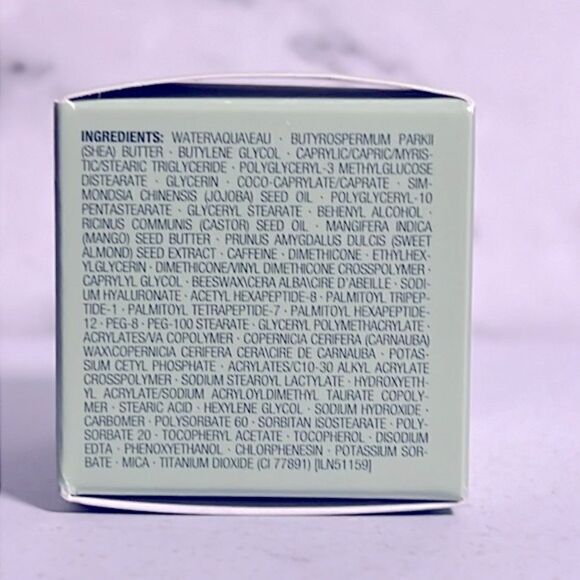 INGREDIENTS: WATER\AQUA\EAU · BUTYROSPERMUM PARKII
(SHEA) BUTTER · BUTYLENE GLYCOL · CAPRYLIC/CAPRIC/MYRIS-
TIC/STEARIC TRIGLYCERIDE · POLYGLYCERYL-3 METHYLGLUCOSE
DISTEARATE · GLYCERIN · COCO-CAPRYLATE/CAPRATE · SIM-
MONDSIA CHINENSIS (JOJOBA) SEED OIL · POLYGLYCERYL-10
PENTASTEARATE · GLYCERYL STEARATE · BEHENYL ALCOHOL ·
RICINUS COMMUNIS (CASTOR) SEED OIL · MANGIFERA INDICA
(MANGO) SEED BUTTER · PRUNUS AMYGDALUS DULCIS (SWEET
ALMOND) SEED EXTRACT · CAFFEINE · DIMETHICONE · ETHYLHEX-
YLGLYCERIN · DIMETHICONE/VINYL DIMETHICONE CROSSPOLYMER ·
CAPRYLYL GLYCOL · BEESWAX\CERA ALBA\CIRE D'ABEILLE · SODI-
UM HYALURONATE · ACETYL HEXAPEPTIDE-8 · PALMITOYL TRIPEP-
TIDE-1 · PALMITOYL TETRAPEPTIDE-7 · PALMITOYL HEXAPEPTIDE-
12 · PEG-8 · PEG-100 STEARATE · GLYCERYL POLYMETHACRYLATE ·
ACRYLATES/VA COPOLYMER · COPERNICIA CERIFERA (CARNAUBA)
WAX\COPERNICIA CERIFERA CERA\CIRE DE CARNAUBA · POTAS-
SIUM CETYL PHOSPHATE · ACRYLATES/C10-30 ALKYL ACRYLATE
CROSSPOLYMER · SODIUM STEAROYL LACTYLATE · HYDROXYETH-
YL ACRYLATE/SODIUM ACRYLOYLDIMETHYL TAURATE COPOLY-
MER · STEARIC ACID · HEXYLENE GLYCOL · SODIUM HYDROXIDE ·
CARBOMER · POLYSORBATE 60 · SORBITAN ISOSTEARATE · POLY-
SORBATE 20 · TOCOPHERYL ACETATE · TOCOPHEROL · DISODIUM
EDTA · PHENOXYETHANOL · CHLORPHENESIN · POTASSIUM SOR-
BATE · MICA · TITANIUM DIOXIDE (CI 77891) [ILN51159]